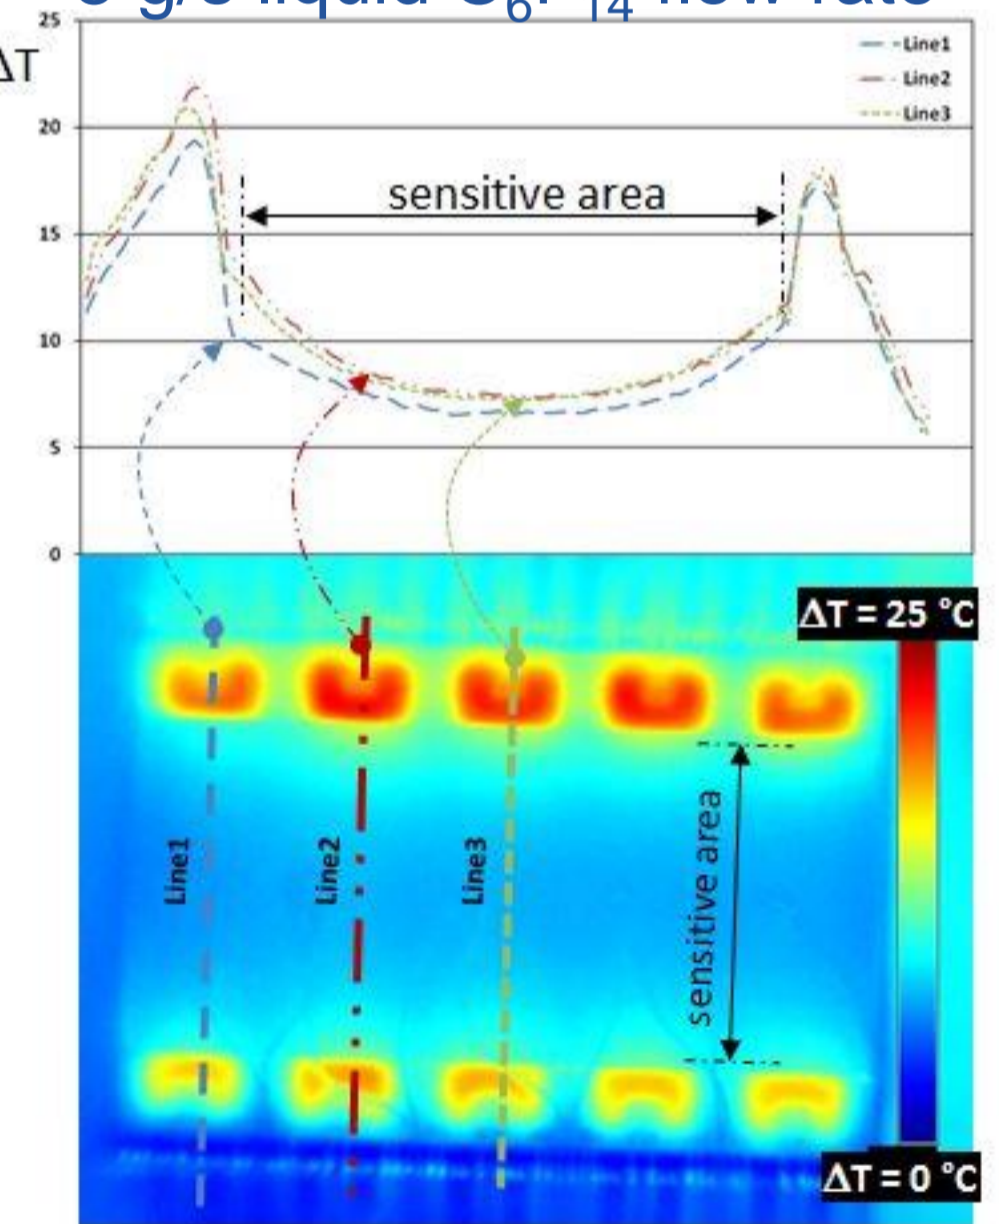 g/s liquid C₆F₁₄ flow rate
25
ΔT
Line1
Line2
20
Line3
sensitive area
15
10
5
0
ΔT = 25 °C
Line1
Line2
Line3
sensitive area
ΔT = 0 °C